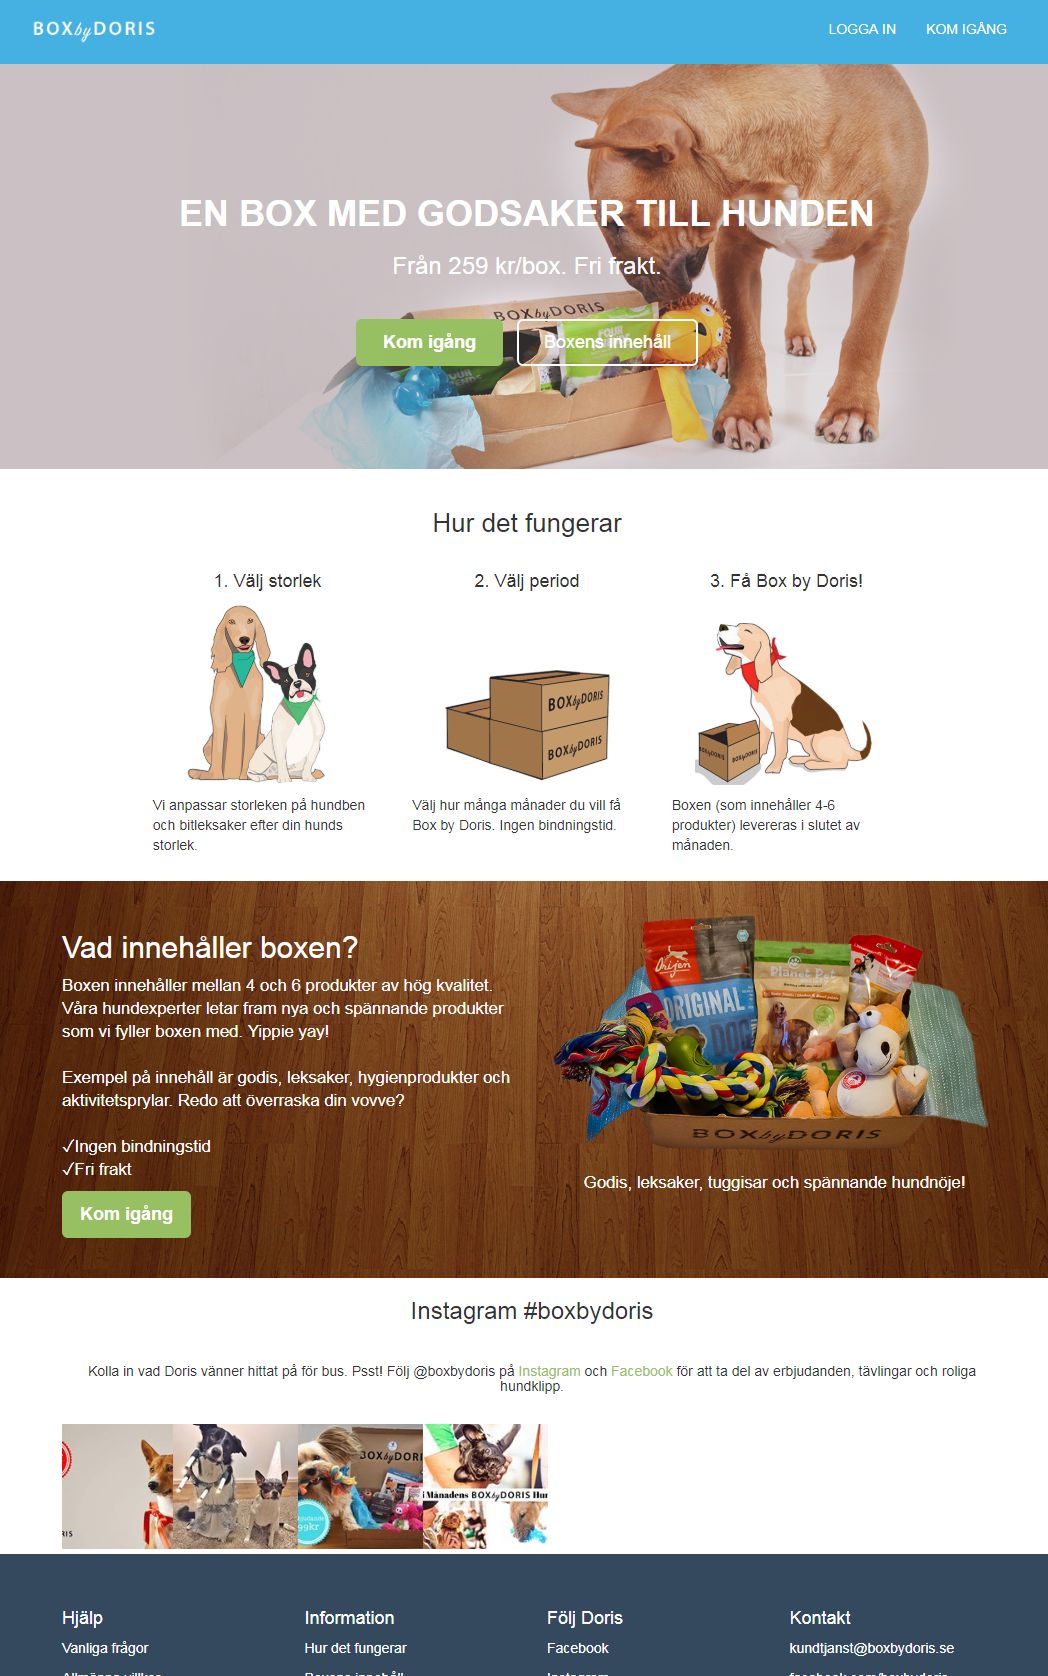 BOXbyDORIS
LOGGA IN
KOM IGÅNG
EN BOX MED GODSAKER TILL HUNDEN
Från 259 kr/box. Fri frakt.
BOXbyDORIS
Kom igång
Boxens innehåll
Hur det fungerar
1. Välj storlek
2. Välj period
3. Få Box by Doris!
BOXbyDORIS
BOXbyDORIS
BOXbyDORIS
BOXbyDORIS
Vi anpassar storleken på hundben
och bitleksaker efter din hunds
storlek.
Välj hur många månader du vill få
Box by Doris. Ingen bindningstid.
Boxen (som innehåller 4-6
produkter) levereras i slutet av
månaden.
Vad innehåller boxen?
Boxen innehåller mellan 4 och 6 produkter av hög kvalitet.
Våra hundexperter letar fram nya och spännande produkter
som vi fyller boxen med. Yippie yay!
Exempel på innehåll är godis, leksaker, hygienprodukter och
aktivitetsprylar. Redo att överraska din vovve?
✓Ingen bindningstid
✓Fri frakt
Kom igång
Orijen
ORIGINAL
DOG
Planet Pet
BOXbyDORIS
Godis, leksaker, tuggisar och spännande hundnöje!
Instagram #boxbydoris
Kolla in vad Doris vänner hittat på för bus. Psst! Följ @boxbydoris på Instagram och Facebook för att ta del av erbjudanden, tävlingar och roliga
hundklipp.
BOXbyDORI
99kr
i Månadens BOXbyDORIS Hun
Hjälp
Information
Följ Doris
Kontakt
Vanliga frågor
Hur det fungerar
Facebook
kundtjanst@boxbydoris.se